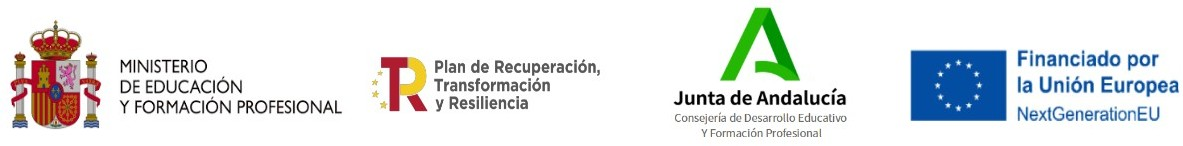 MINISTERIO
DE EDUCACIÓN
Y FORMACIÓN PROFESIONAL
Plan de Recuperación,
Transformación
y Resiliencia
Junta de Andalucía
Consejería de Desarrollo Educativo
Y Formación Profesional
Financiado por
la Unión Europea
NextGenerationEU